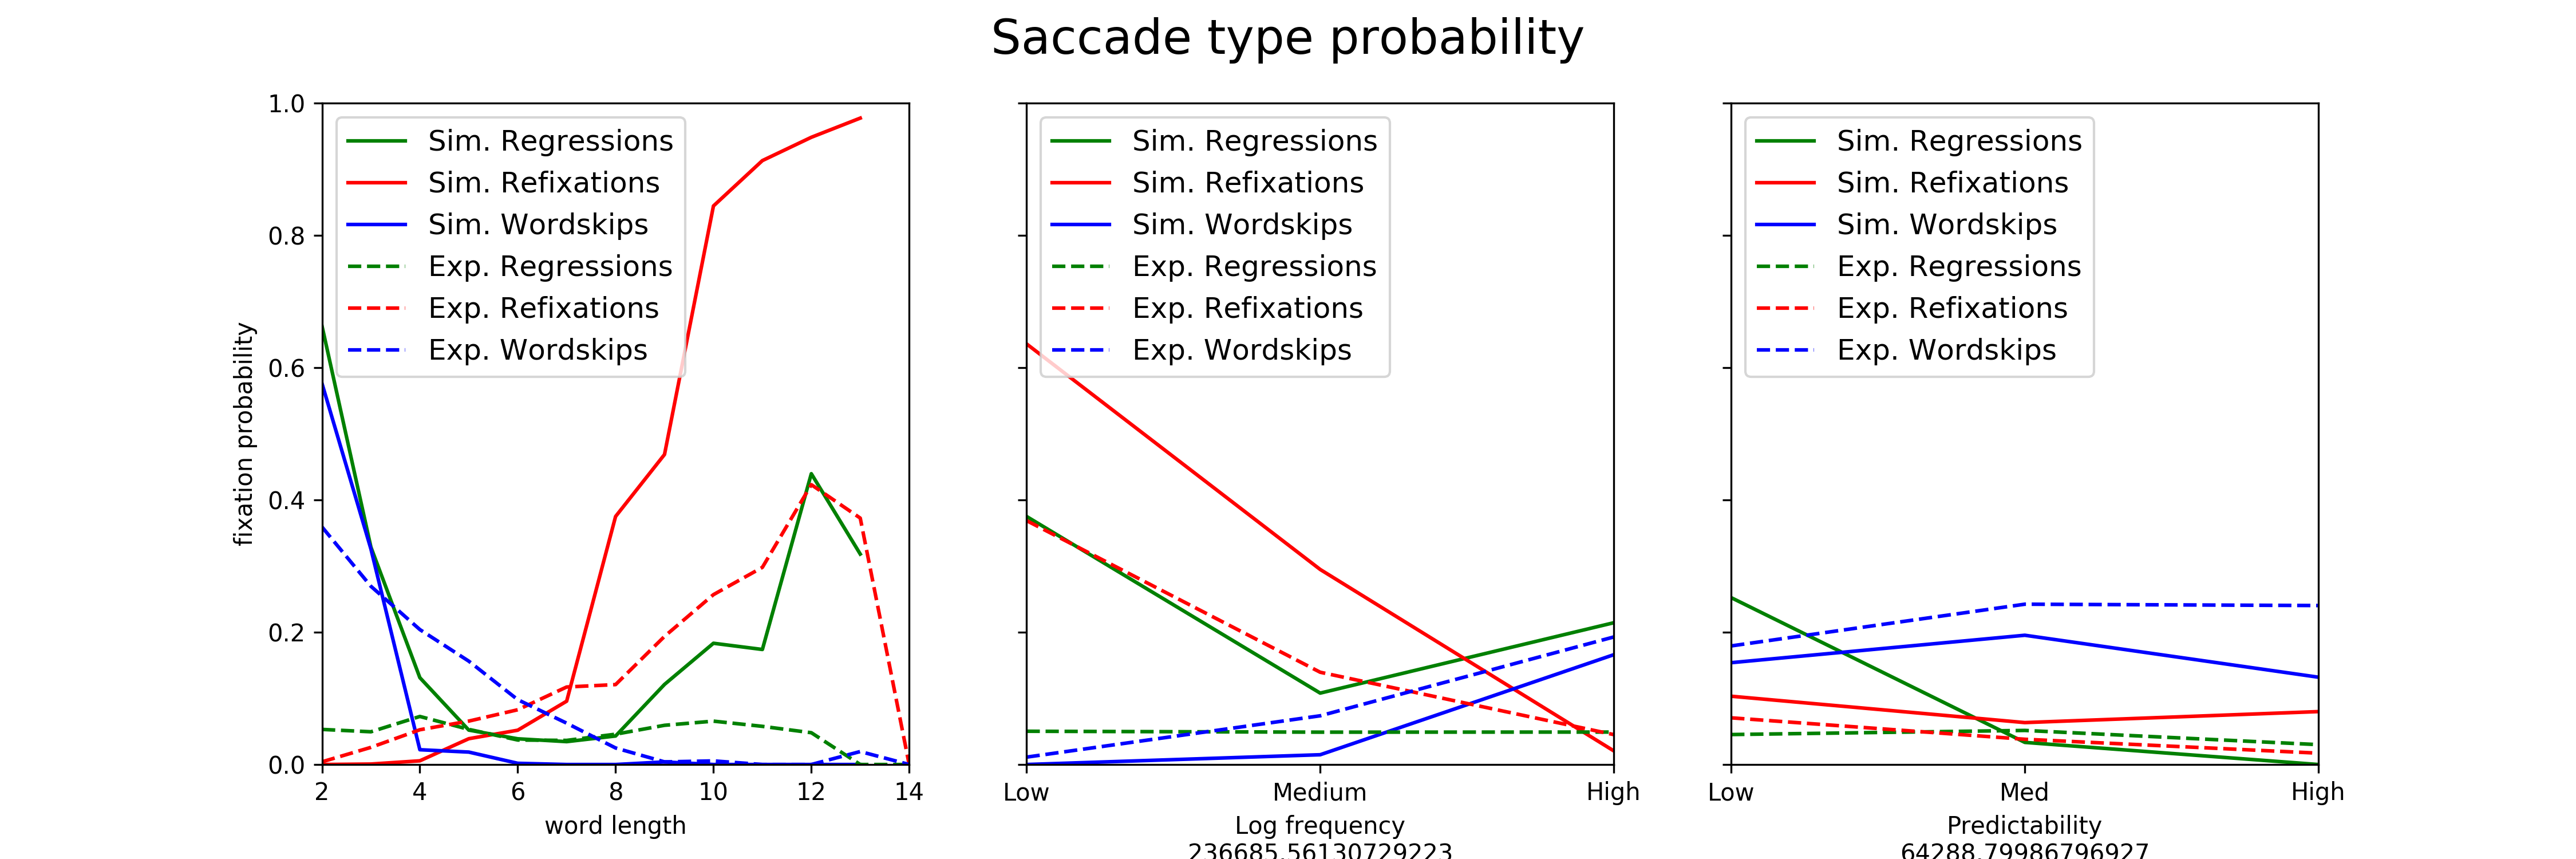 Saccade type probability
fixation probability
1.0
0.8
0.6
0.4
0.2
0.0
Sim. Regressions
Sim. Refixations
Sim. Wordskips
Exp. Regressions
Exp. Refixations
Exp. Wordskips
2 4 6 8 10 12 14
word length
Sim. Regressions
Sim. Refixations
Sim. Wordskips
Exp. Regressions
Exp. Refixations
Exp. Wordskips
Low Medium High
Log frequency
236685.56130729223
Sim. Regressions
Sim. Refixations
Sim. Wordskips
Exp. Regressions
Exp. Refixations
Exp. Wordskips
Low Med High
Predictability
64288.79986796927